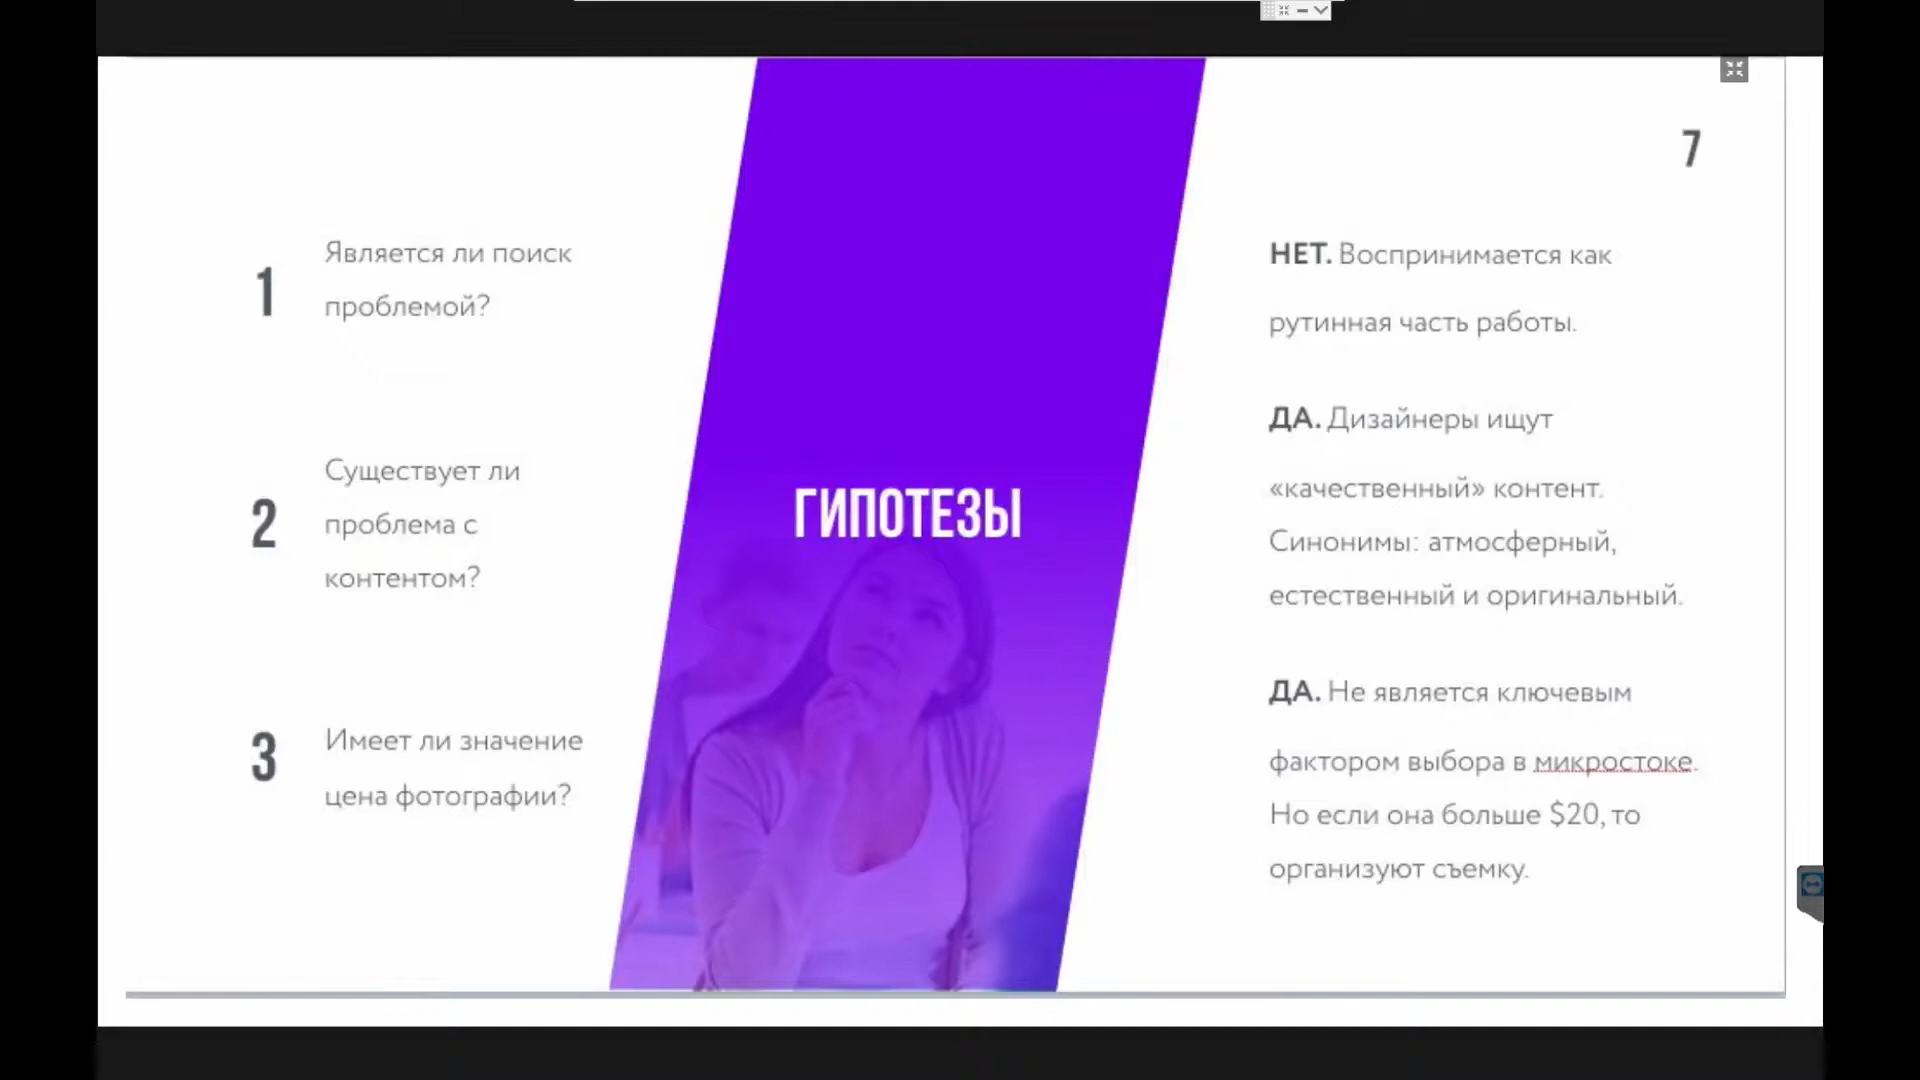 7
1
Является ли поиск
проблемой?
2
Существует ли
проблема с
контентом?
3
Имеет ли значение
цена фотографии?
ГИПОТЕЗЫ
НЕТ. Воспринимается как
рутинная часть работы.
ДА. Дизайнеры ищут
«качественный» контент.
Синонимы: атмосферный,
естественный и оригинальный.
ДА. Не является ключевым
фактором выбора в микростоке.
Но если она больше $20, то
организуют съемку.